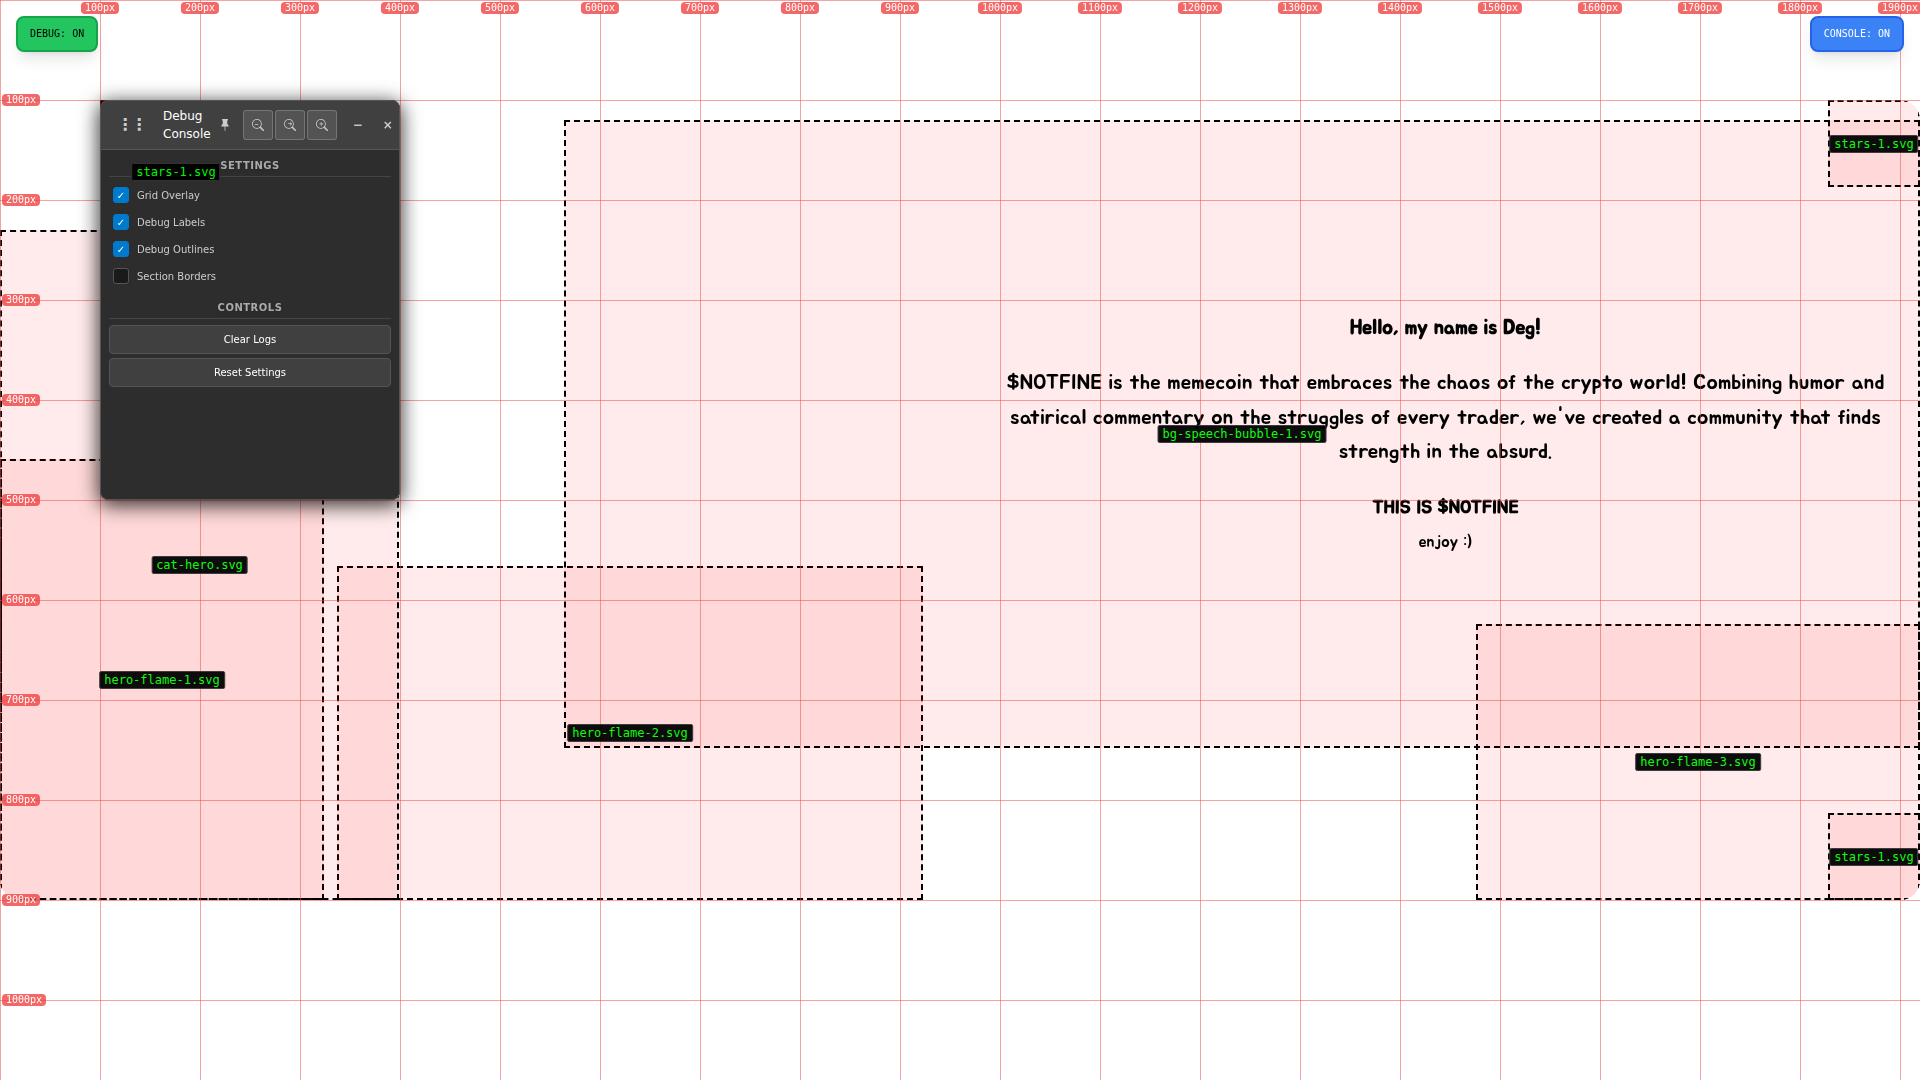 100px 200px 300px 400px 500px 600px 700px 800px 900px 1000px 1100px 1200px 1300px 1400px 1500px 1600px 1700px 1800px 1900px
DEBUG: ON
CONSOLE: ON
100px
Debug
Console
stars-1.svg
SETTINGS
stars-1.svg
Grid Overlay
200px
Debug Labels
Debug Outlines
Section Borders
300px
CONTROLS
Clear Logs
Reset Settings
Hello, my name is Deg!
$NOTFINE is the memecoin that embraces the chaos of the crypto world! Combining humor and
400px
satirical commentary on the struggles of every trader, we've created a community that finds
bg-speech-bubble-1.svg
strength in the absurd.
500px
THIS IS $NOTFINE
enjoy :)
cat-hero.svg
600px
hero-flame-1.svg
700px
hero-flame-2.svg
hero-flame-3.svg
800px
stars-1.svg
900px
1000px